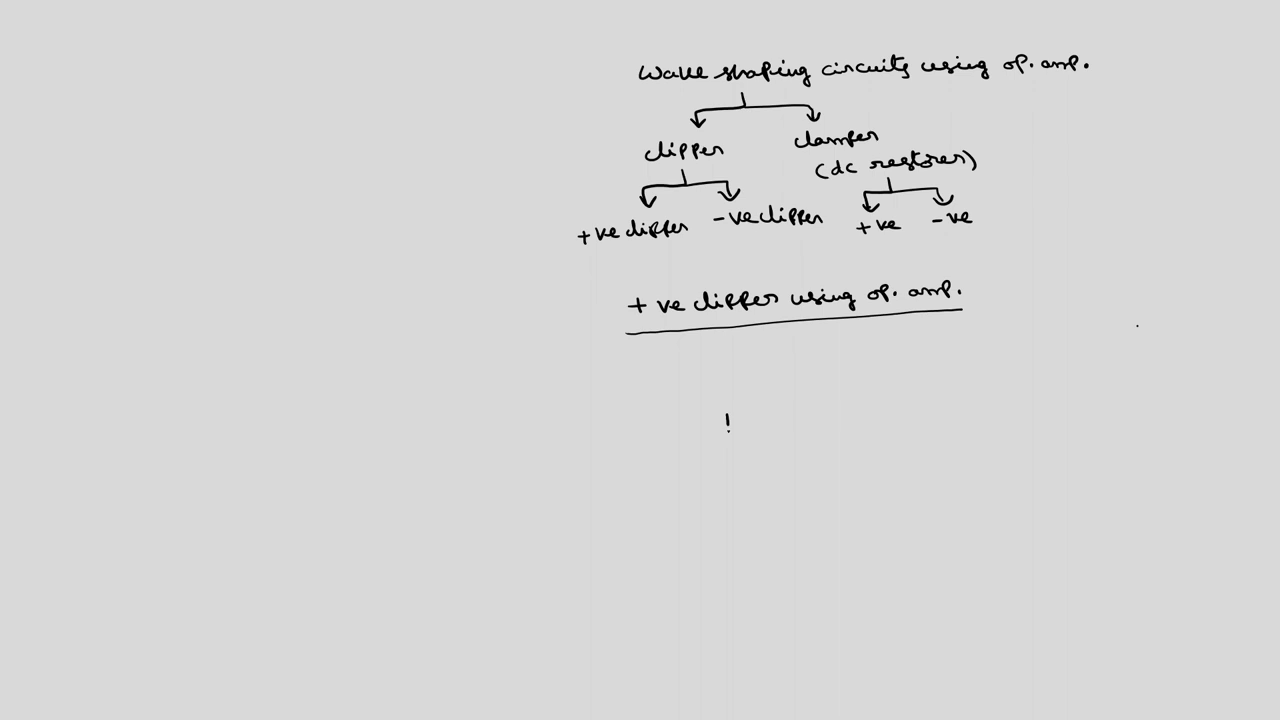 wave shaping circuits using op. amp.
clipper clamper
(dc restorer)
+ve clipper -ve clipper +ve -ve
+ve clipper using op. amp.